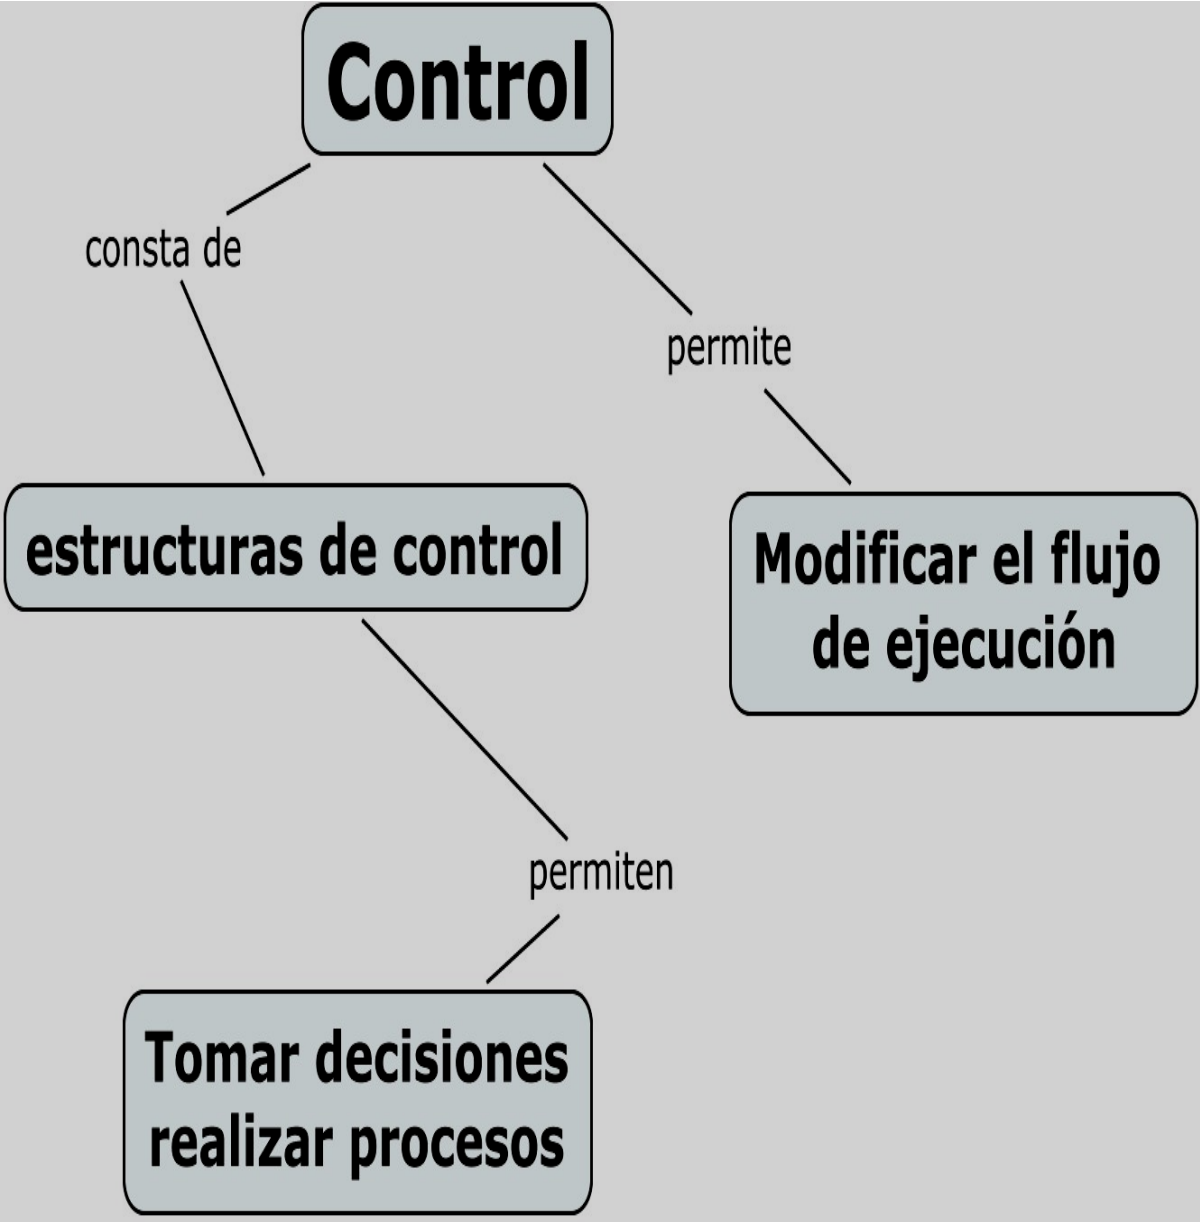 Control
consta de
permite
estructuras de control
Modificar el flujo
de ejecución
permiten
Tomar decisiones
realizar procesos